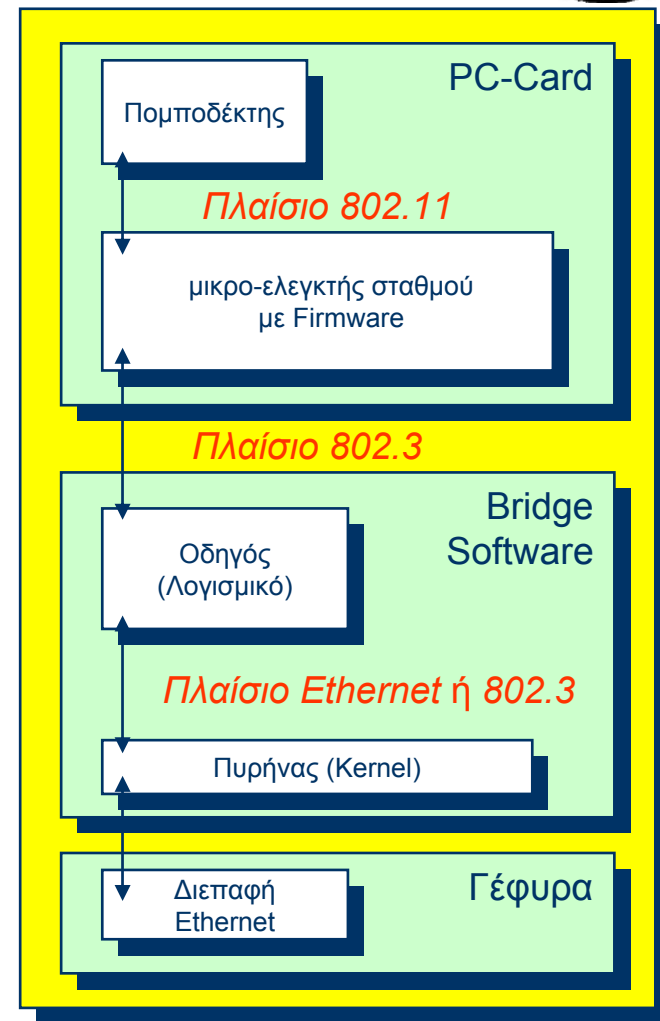 PC-Card
Πομποδέκτης
Πλαίσιο 802.11
μικρο-ελεγκτής σταθμού
με Firmware
Πλαίσιο 802.3
Bridge
Software
Οδηγός
(Λογισμικό)
Πλαίσιο Ethernet ή 802.3
Πυρήνας (Kernel)
Γέφυρα
Διεπαφή
Ethernet